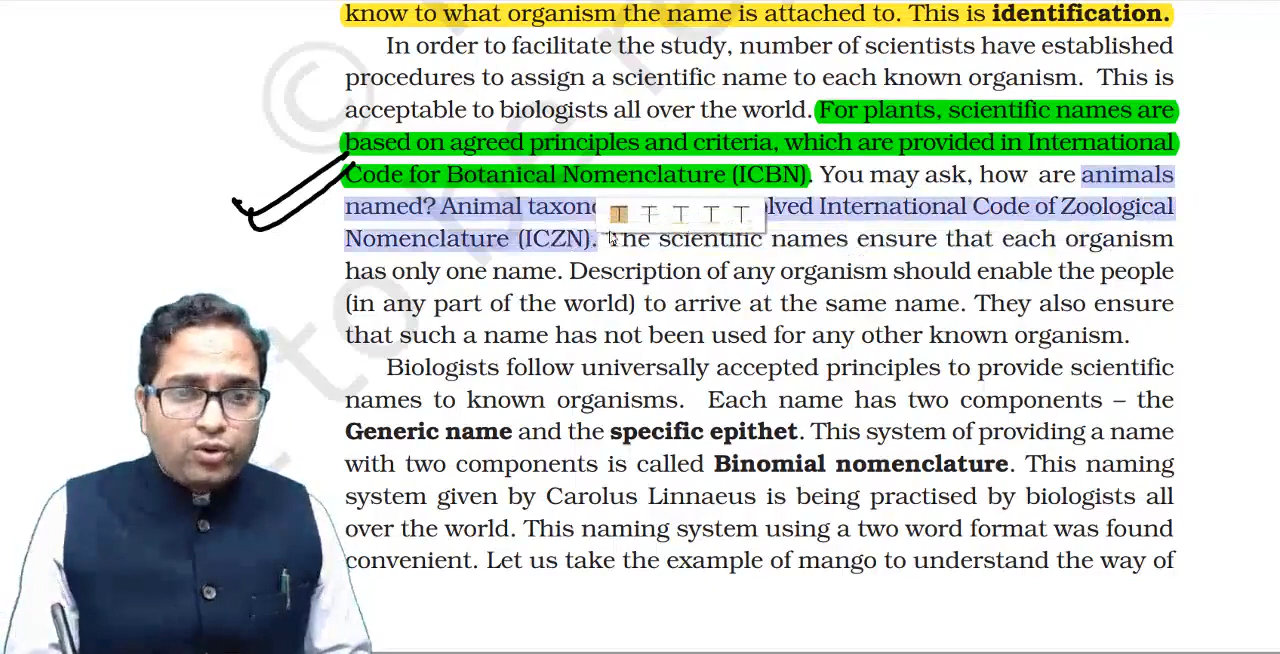 know to what organism the name is attached to. This is identification.
In order to facilitate the study, number of scientists have established
procedures to assign a scientific name to each known organism. This is
acceptable to biologists all over the world. For plants, scientific names are
based on agreed principles and criteria, which are provided in International
Code for Botanical Nomenclature (ICBN). You may ask, how are animals
named? Animal International Code of Zoological
Nomenclature (ICZN). The scientific names ensure that each organism
has only one name. Description of any organism should enable the people
(in any part of the world) to arrive at the same name. They also ensure
that such a name has not been used for any other known organism.
Biologists follow universally accepted principles to provide scientific
names to known organisms. Each name has two components – the
Generic name and the specific epithet. This system of providing a name
with two components is called Binomial nomenclature. This naming
system given by Carolus Linnaeus is being practised by biologists all
over the world. This naming system using a two word format was found
convenient. Let us take the example of mango to understand the way of